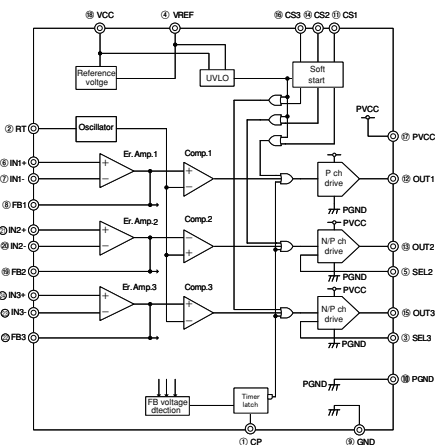 ⑱ VCC
④ VREF
⑯ CS3 ⑭ CS2 ⑪ CS1
Reference
voltge
UVLO
Soft
start
PVCC
⑰ PVCC
② RT
Oscillator
Er. Amp.1
Comp.1
⑥ IN1+
⑦ IN1-
+
−
+
−
P ch
drive
⑫ OUT1
⑧ FB1
PGND
㉑ IN2+
⑳ IN2-
Er. Amp.2
Comp.2
PVCC
+
−
+
−
+
N/P ch
drive
⑬ OUT2
⑲ FB2
⑤ SEL2
PGND
IN3+
IN3-
Er. Amp.3
Comp.3
PVCC
+
−
+
−
N/P ch
drive
⑮ OUT3
㉒ FB3
③ SEL3
PGND
PGND
⑩ PGND
FB voltage
dtection
Timer
latch
① CP
⑨ GND